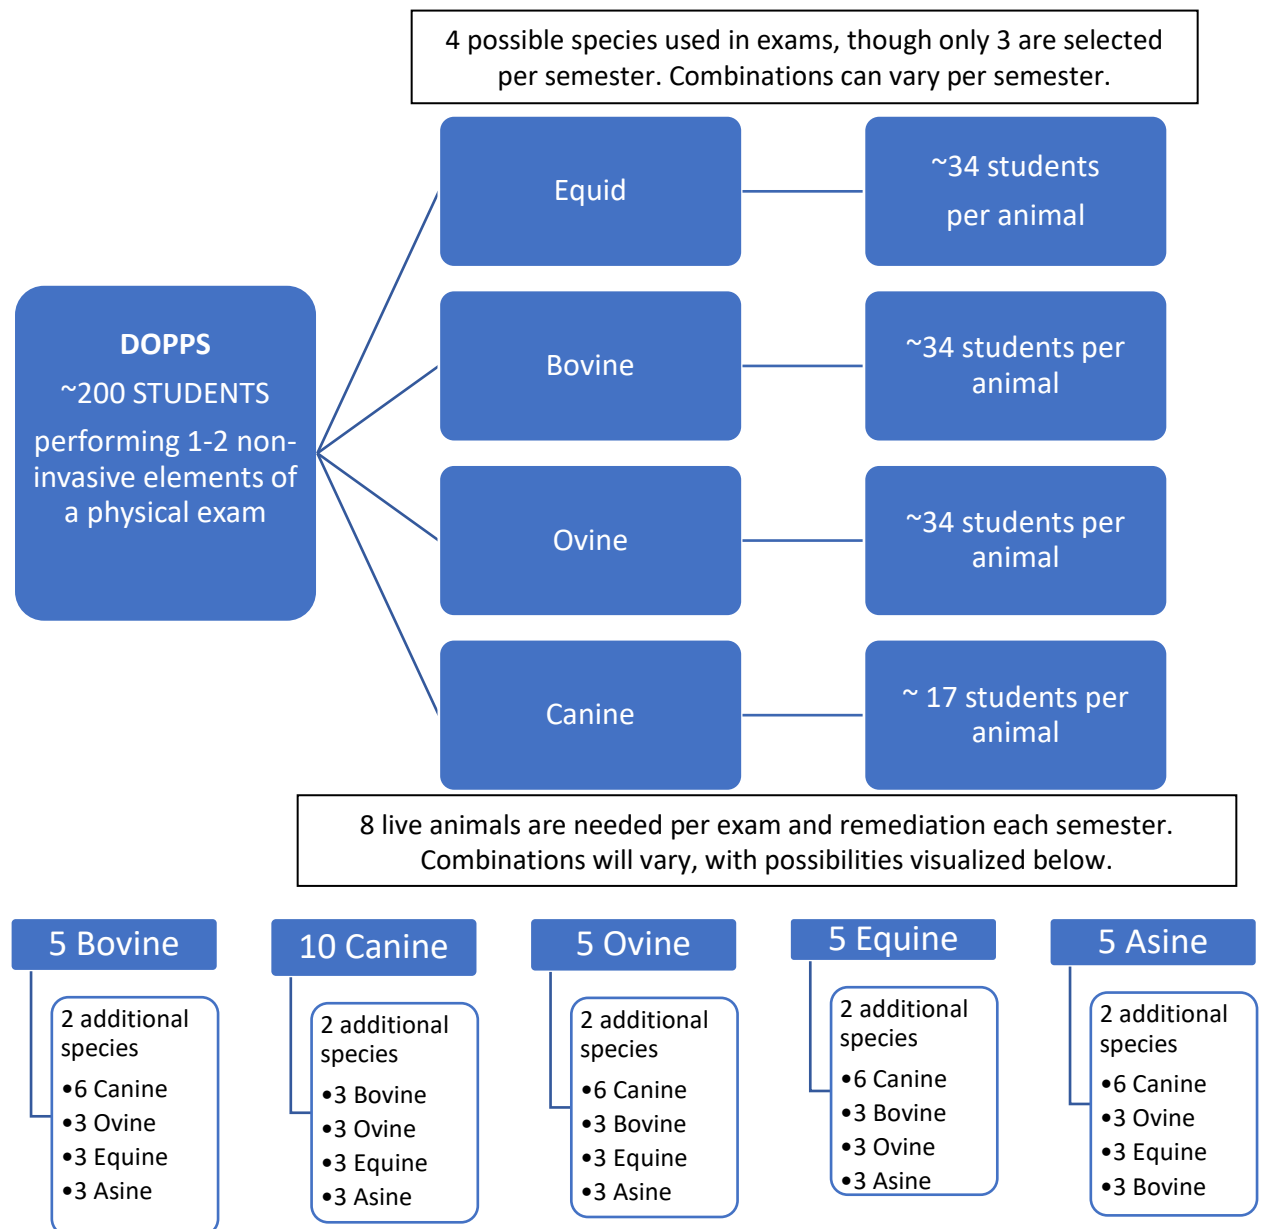 4 possible species used in exams, though only 3 are selected
per semester. Combinations can vary per semester.
Equid
~34 students
per animal
DOPPS
~200 STUDENTS
performing 1-2 non-
invasive elements of
a physical exam
Bovine
~34 students per
animal
Ovine
~34 students per
animal
Canine
~ 17 students per
animal
8 live animals are needed per exam and remediation each semester.
Combinations will vary, with possibilities visualized below.
5 Bovine
2 additional
species
•6 Canine
•3 Ovine
•3 Equine
•3 Asine
10 Canine
2 additional
species
•3 Bovine
•3 Ovine
•3 Equine
•3 Asine
5 Ovine
2 additional
species
•6 Canine
•3 Bovine
•3 Equine
•3 Asine
5 Equine
2 additional
species
•6 Canine
•3 Bovine
•3 Ovine
•3 Asine
5 Asine
2 additional
species
•6 Canine
•3 Ovine
•3 Equine
•3 Bovine